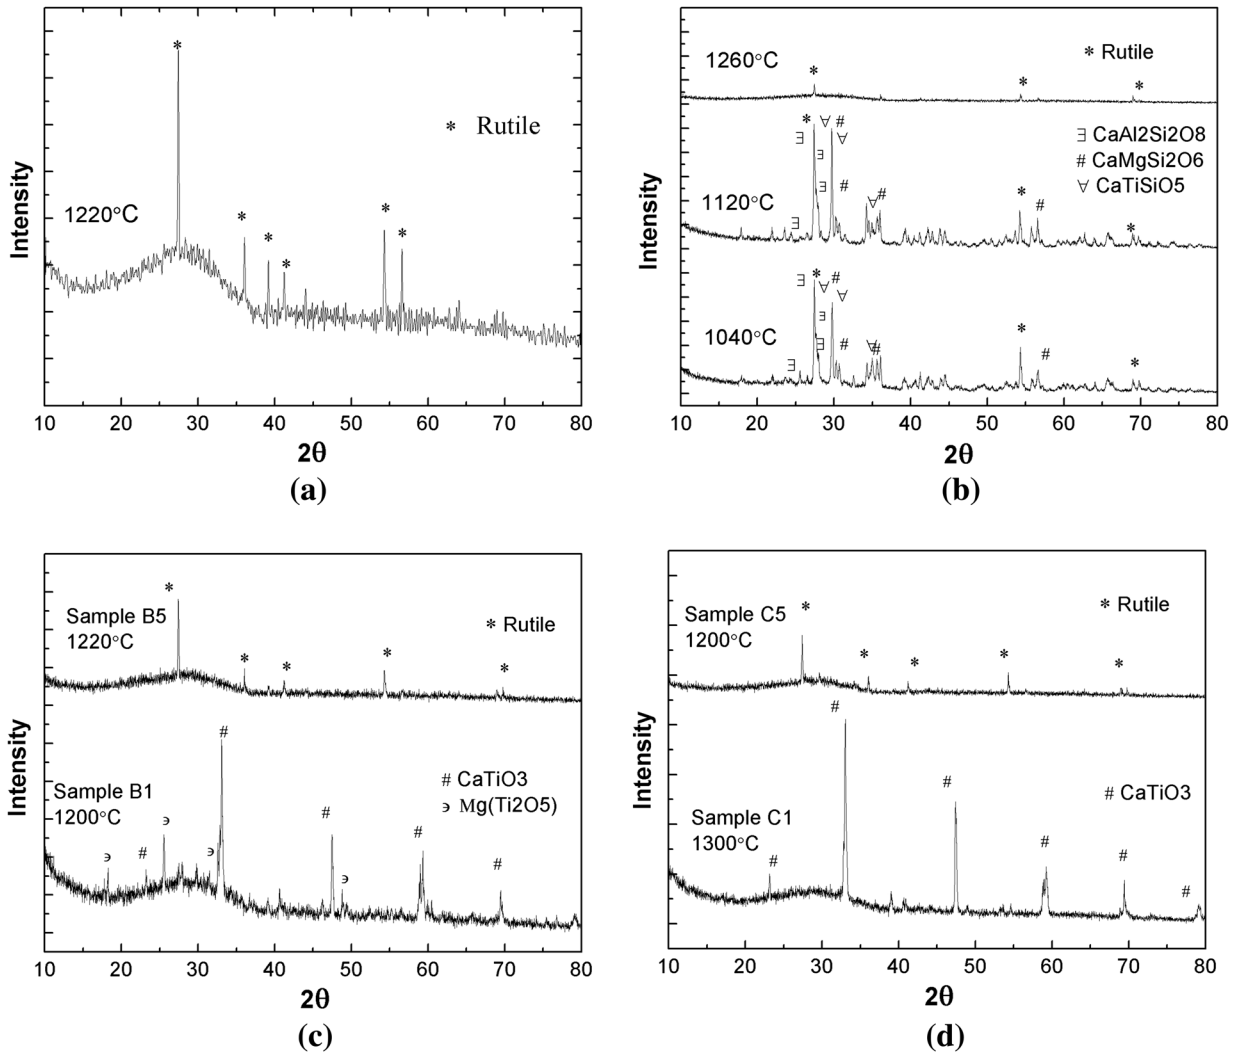 * Rutile
1220°C
Intensity
10 20 30 40 50 60 70 80
2θ
(a)
1260°C
* Rutile
∃ CaAl2Si2O8
# CaMgSi2O6
∀ CaTiSiO5
1120°C
1040°C
Intensity
10 20 30 40 50 60 70 80
2θ
(b)
Sample B5
1220°C
* Rutile
# CaTiO3
϶ Mg(Ti2O5)
Sample B1
1200°C
Intensity
10 20 30 40 50 60 70 80
2θ
(c)
Sample C5
1200°C
* Rutile
# CaTiO3
Sample C1
1300°C
Intensity
10 20 30 40 50 60 70 80
2θ
(d)